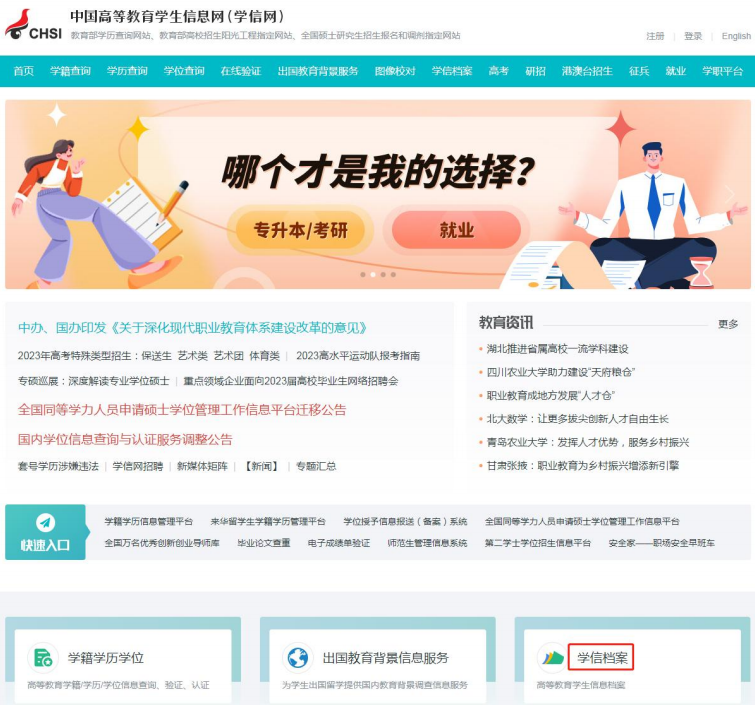 中国高等教育学生信息网(学信网)
CHSI
教育部学历查询网站、教育部高校招生阳光工程指定网站、全国硕士研究生招生报名和调剂指定网站
注册 | 登录 | English
首页 学籍查询 学历查询 学位查询 在线验证 出国教育背景服务 图像校对 学信档案 高考 研招 港澳台招生 征兵 就业 学职平台
哪个才是我的选择?
专升本/考研 就业
中办、国办印发《关于深化现代职业教育体系建设改革的意见》
2023年高考特殊类型招生:保送生 艺术类 艺术团 体育类 | 2023高水平运动队报考指南
专硕巡展:深度解读专业学位硕士 | 重点领域企业面向2023届高校毕业生网络招聘会
全国同等学力人员申请硕士学位管理工作信息平台迁移公告
国内学位信息查询与认证服务调整公告
套号学历涉嫌违法 | 学信网招聘 | 新媒体矩阵 | 【新闻】 | 专题汇总
教育资讯 更多
湖北推进省属高校一流学科建设
四川农业大学助力建设“天府粮仓”
职业教育成地方发展“人才仓”
北大数学:让更多拔尖创新人才自由生长
青岛农业大学:发挥人才优势,服务乡村振兴
甘肃张掖:职业教育为乡村振兴增添新引擎
快速入口
学籍学历信息管理平台 来华留学生学籍学历管理平台 学位授予信息报送(备案)系统 全国同等学力人员申请硕士学位管理工作信息平台
全国万名优秀创新创业导师库 毕业论文查重 电子成绩单验证 师范生管理信息系统 第二学士学位招生信息平台 安全家——职场安全早班车
学籍学历学位
高等教育学籍/学历/学位信息查询、验证、认证
出国教育背景信息服务
为学生出国留学提供国内教育背景调查信息服务
学信档案
高等教育学生信息档案